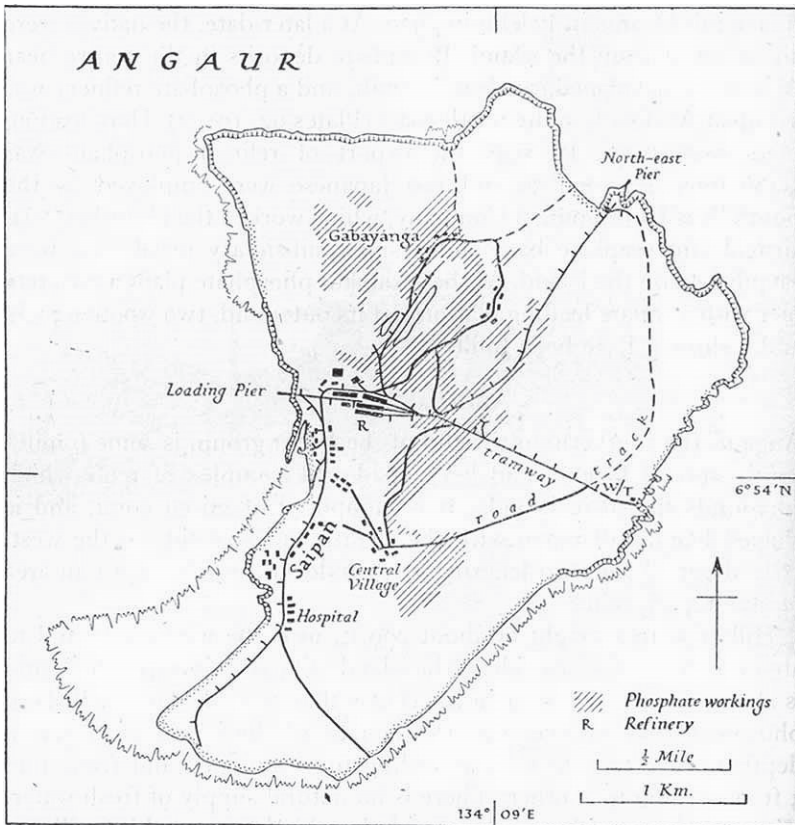 ANGAUR
North-east
Pier
Gabayanga
Loading Pier
R
tramway
track
W/T
6° 54' N
road
Saipan
Central
Village
Hospital
Phosphate workings
R Refinery
½ Mile
1 Km.
134° 09' E